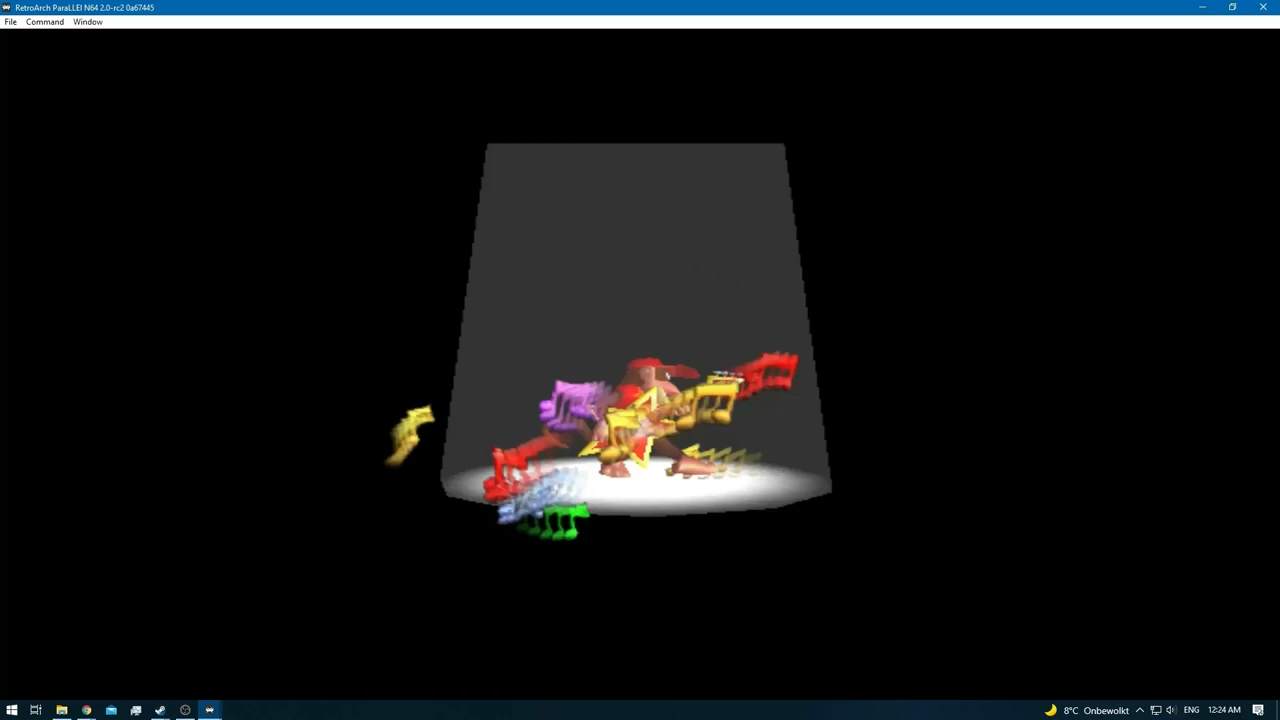 RetroArch ParaLLEl N64 2.0-rc2 0a67445
File Command Window
8°C Onbewolkt ENG 12:24 AM